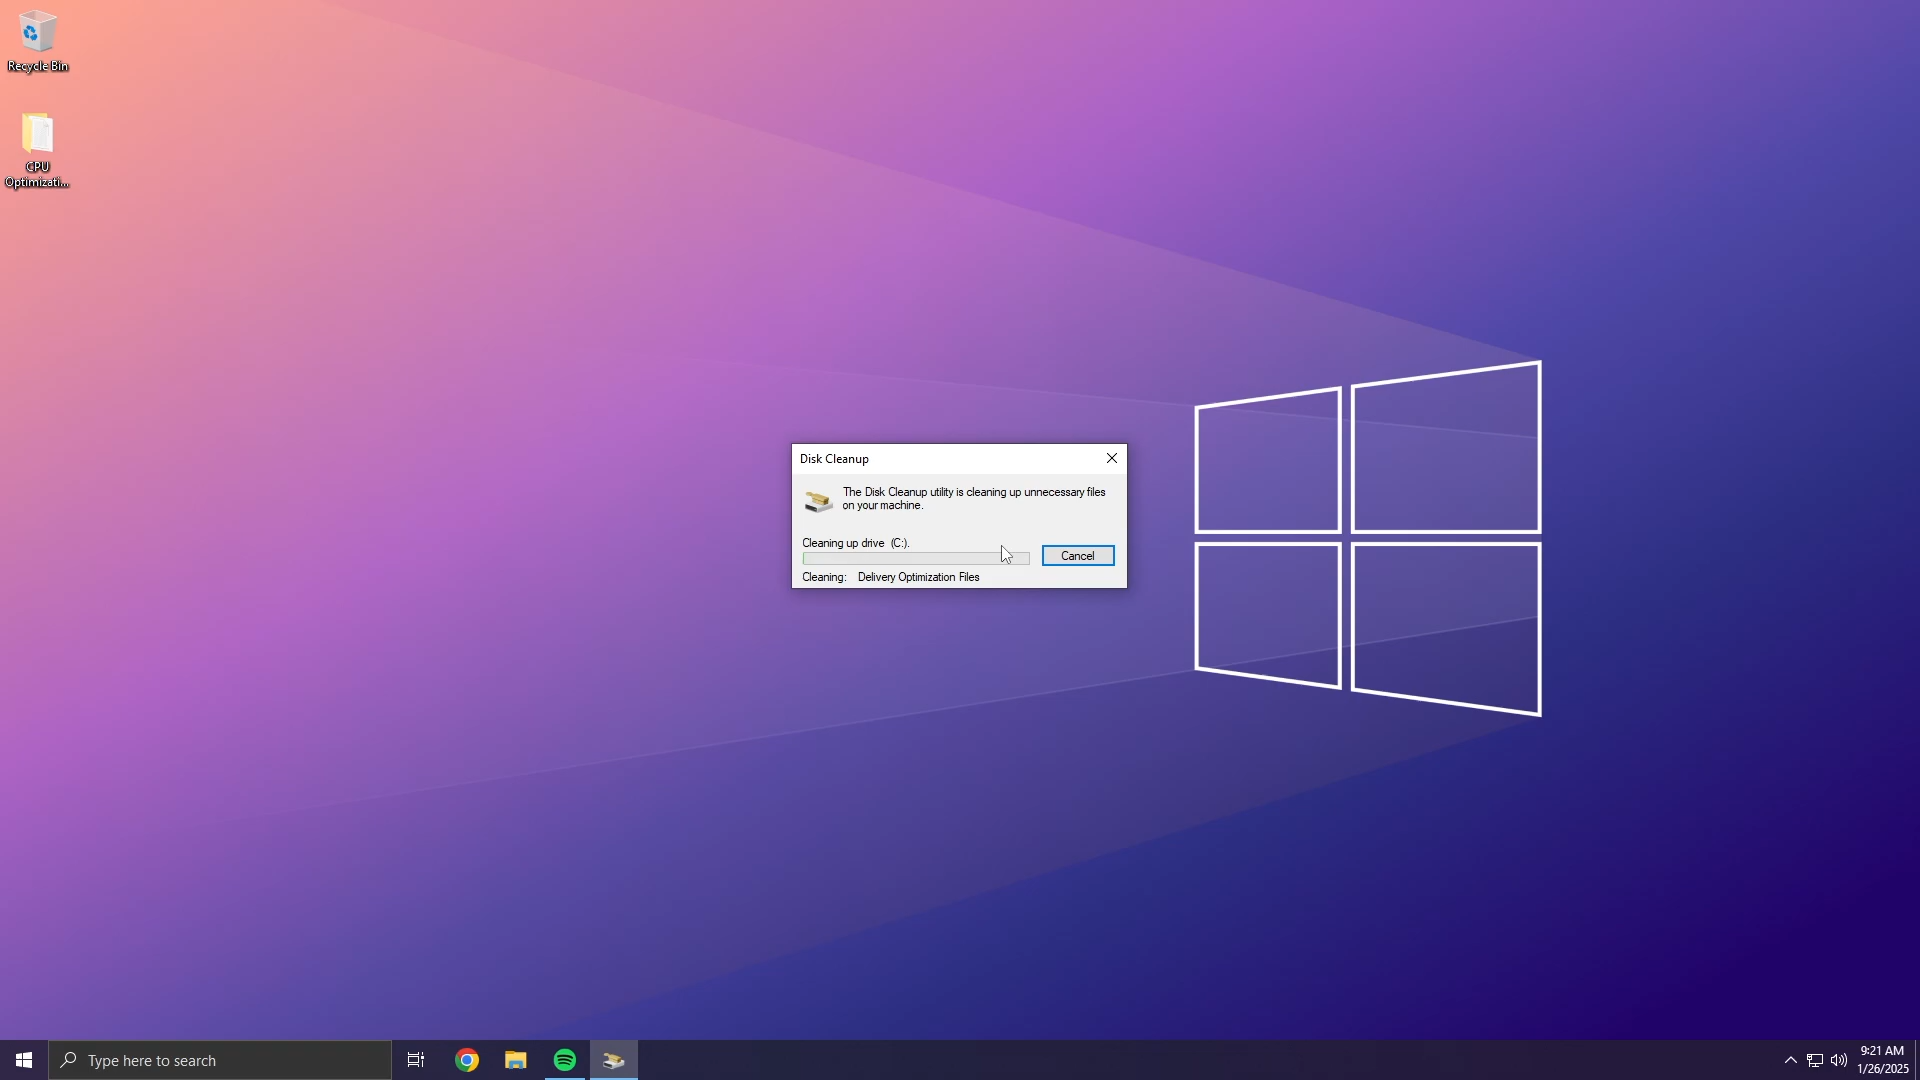 Recycle Bin
CPU
Optimizati...
Disk Cleanup
The Disk Cleanup utility is cleaning up unnecessary files
on your machine.
Cleaning up drive (C:).
Cancel
Cleaning: Delivery Optimization Files
Type here to search
9:21 AM
1/26/2025